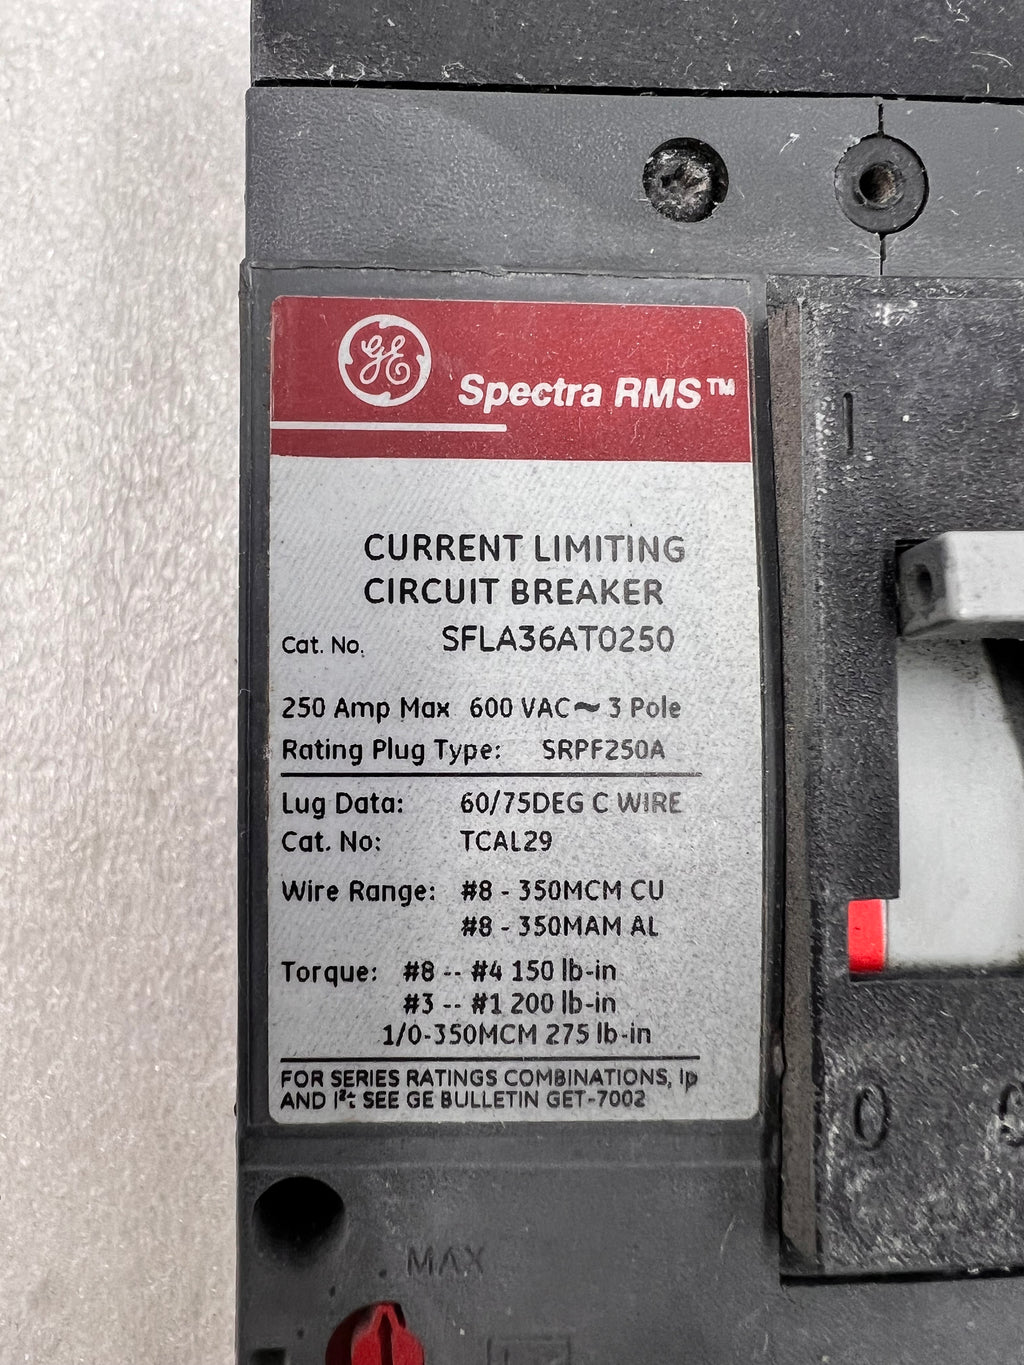 GE
Spectra RMS™
CURRENT LIMITING
CIRCUIT BREAKER
Cat. No. SFLA36AT0250
250 Amp Max 600 VAC~ 3 Pole
Rating Plug Type: SRPF250A
Lug Data: 60/75DEG C WIRE
Cat. No: TCAL29
Wire Range: #8 - 350MCM CU
#8 - 350MAM AL
Torque: #8 -- #4 150 lb-in
#3 -- #1 200 lb-in
1/0-350MCM 275 lb-in
FOR SERIES RATINGS COMBINATIONS, Ip
AND I²t SEE GE BULLETIN GET-7002
I
O
MAX